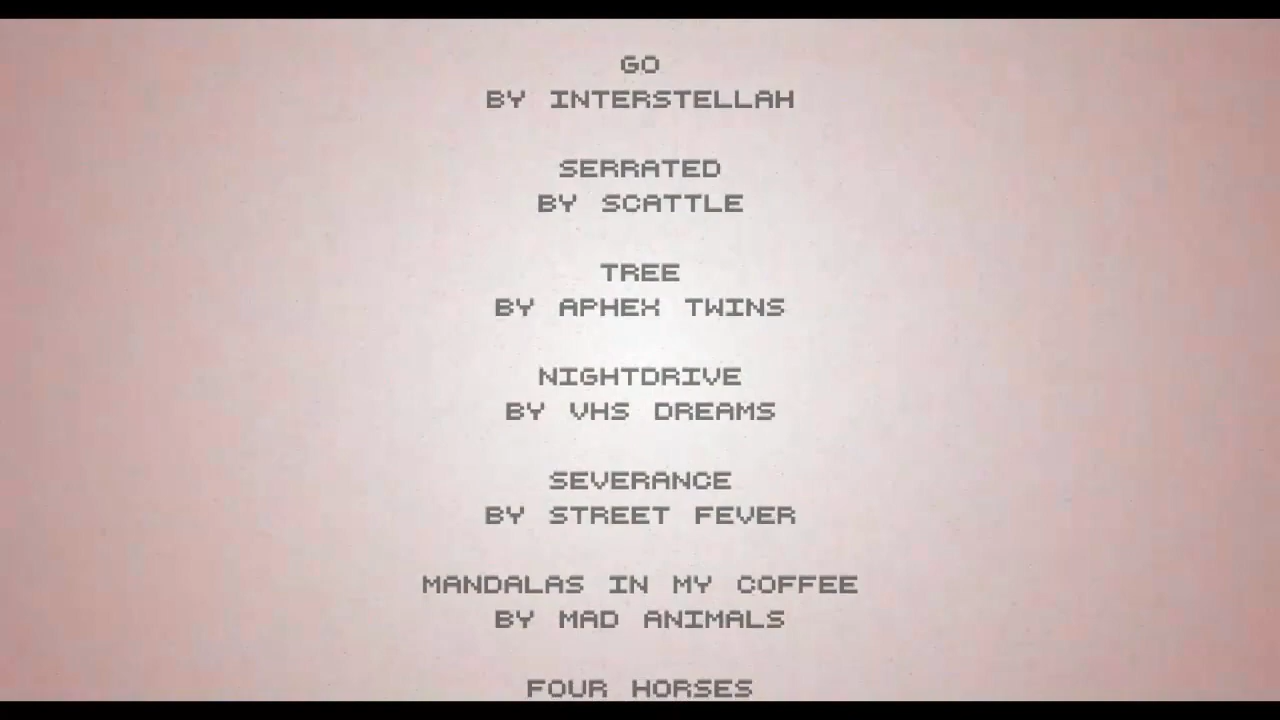 GO
BY INTERSTELLAH
SERRATED
BY SCATTLE
TREE
BY APHEX TWINS
NIGHTDRIVE
BY VHS DREAMS
SEVERANCE
BY STREET FEVER
MANDALAS IN MY COFFEE
BY MAD ANIMALS
FOUR HORSES